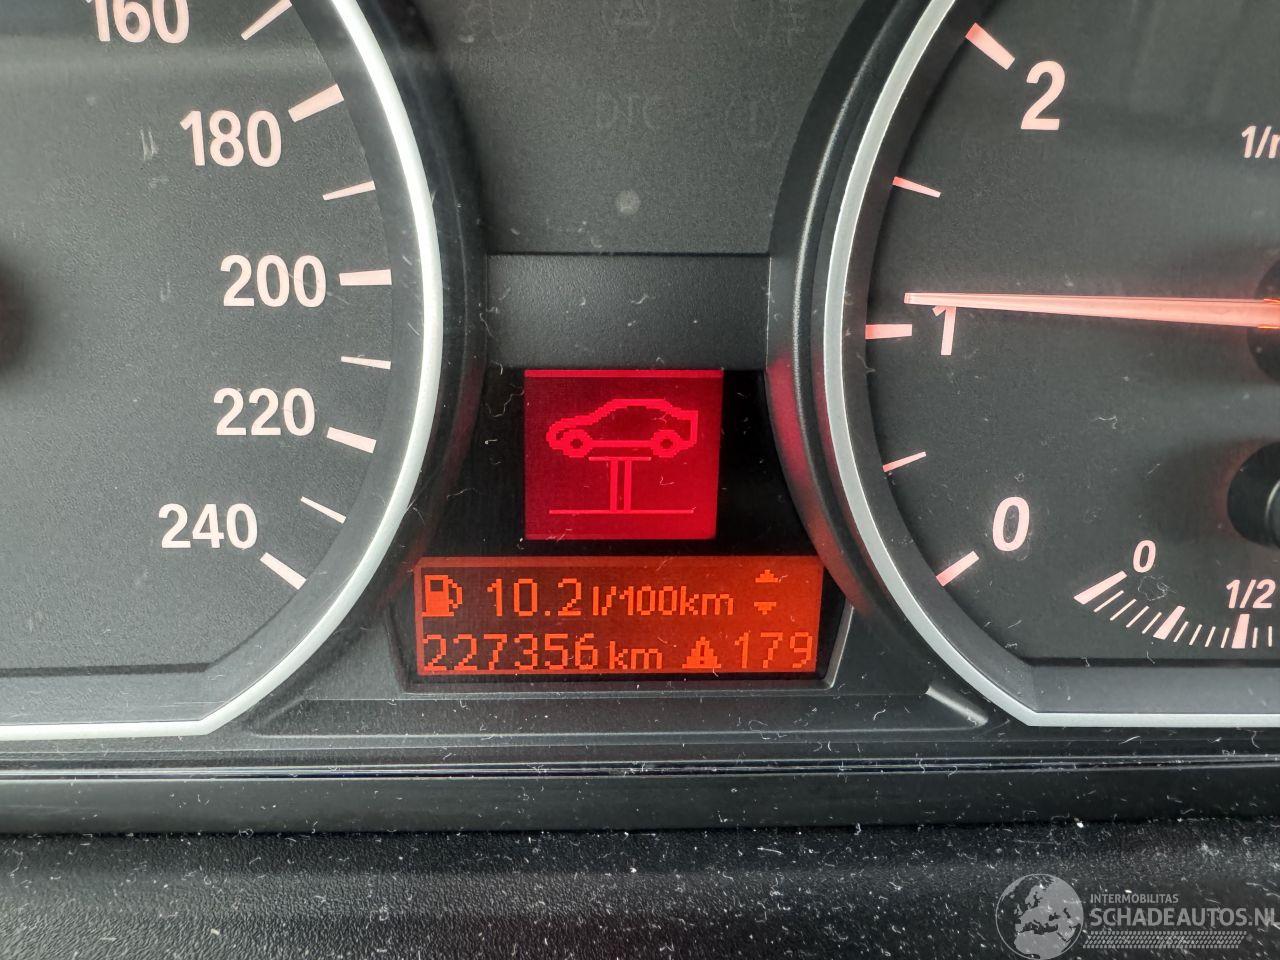 160
180
200
220
240
DTC
2
1
0
0
1/2
10.2 l/100km
227356 km 179
INTERMOBILITAS
SCHADEAUTOS.NL